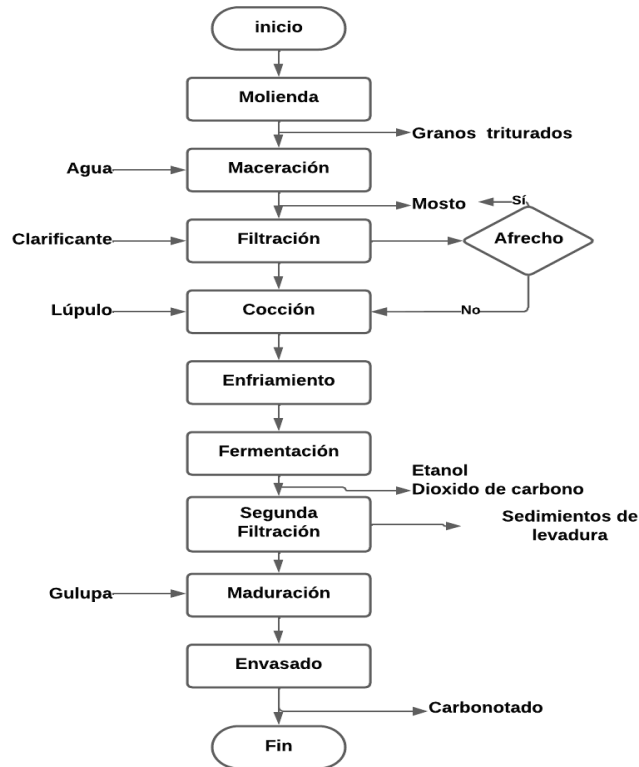 inicio
Molienda
Granos triturados
Agua
Maceración
Mosto
Sí
Clarificante
Filtración
Afrecho
Lúpulo
Cocción
No
Enfriamiento
Fermentación
Etanol
Dioxido de carbono
Segunda
Filtración
Sedimientos de
levadura
Gulupa
Maduración
Envasado
Carbonotado
Fin